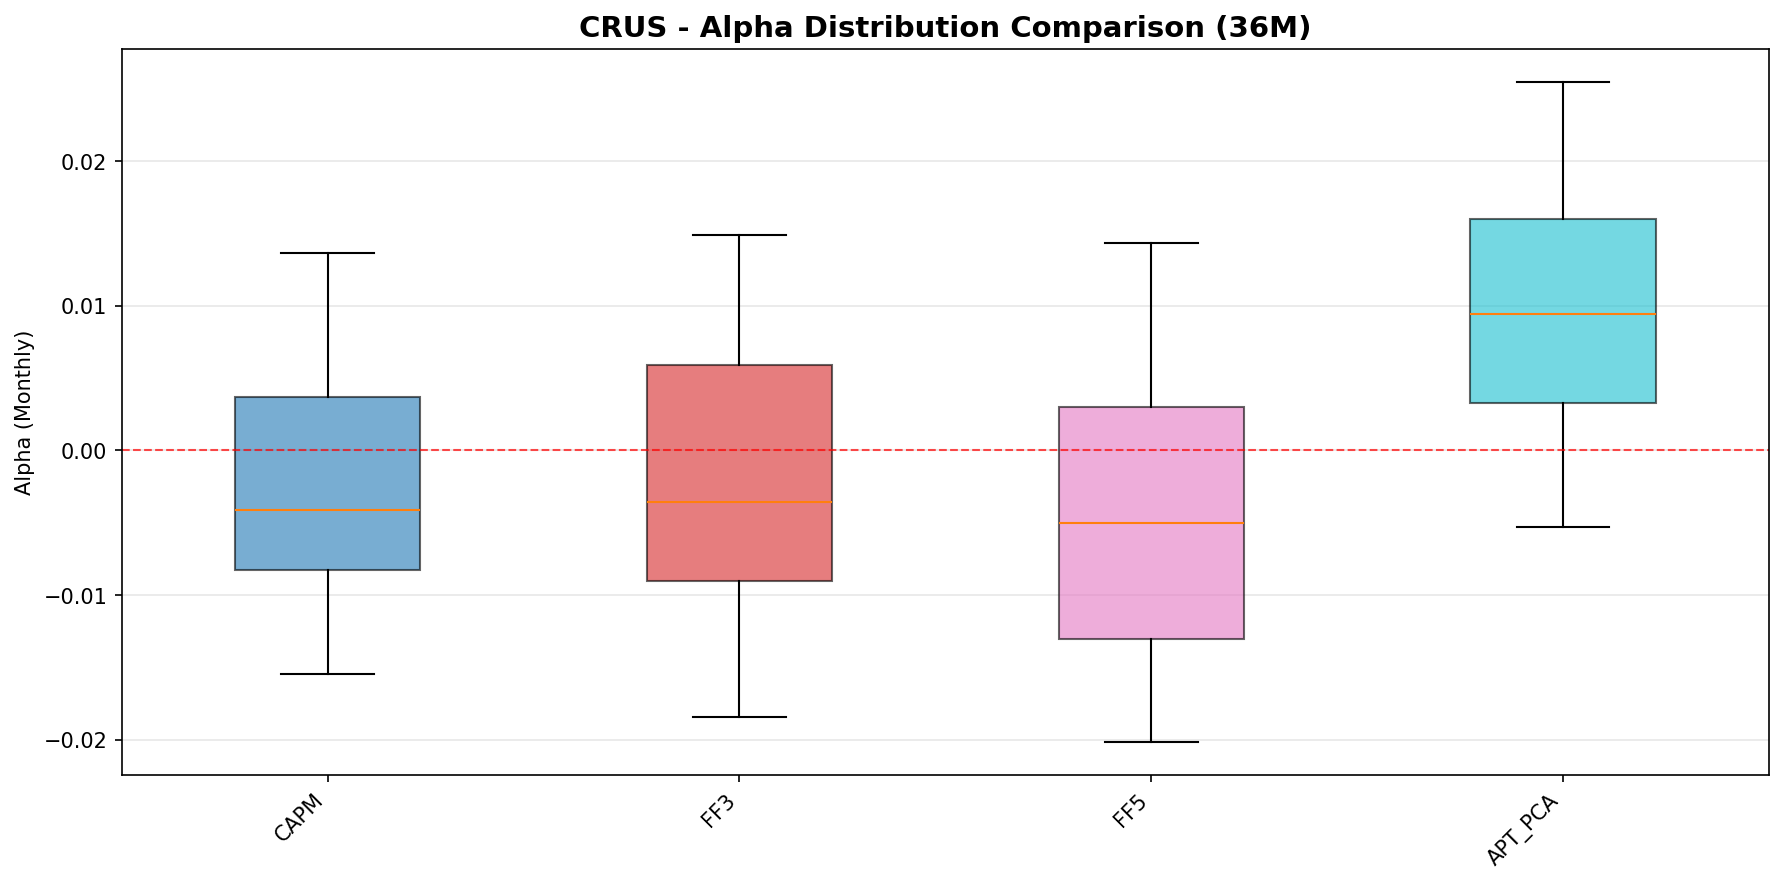 CRUS - Alpha Distribution Comparison (36M)
Alpha (Monthly)
0.02
0.01
0.00
−0.01
−0.02
CAPM
FF3
FF5
APT_PCA